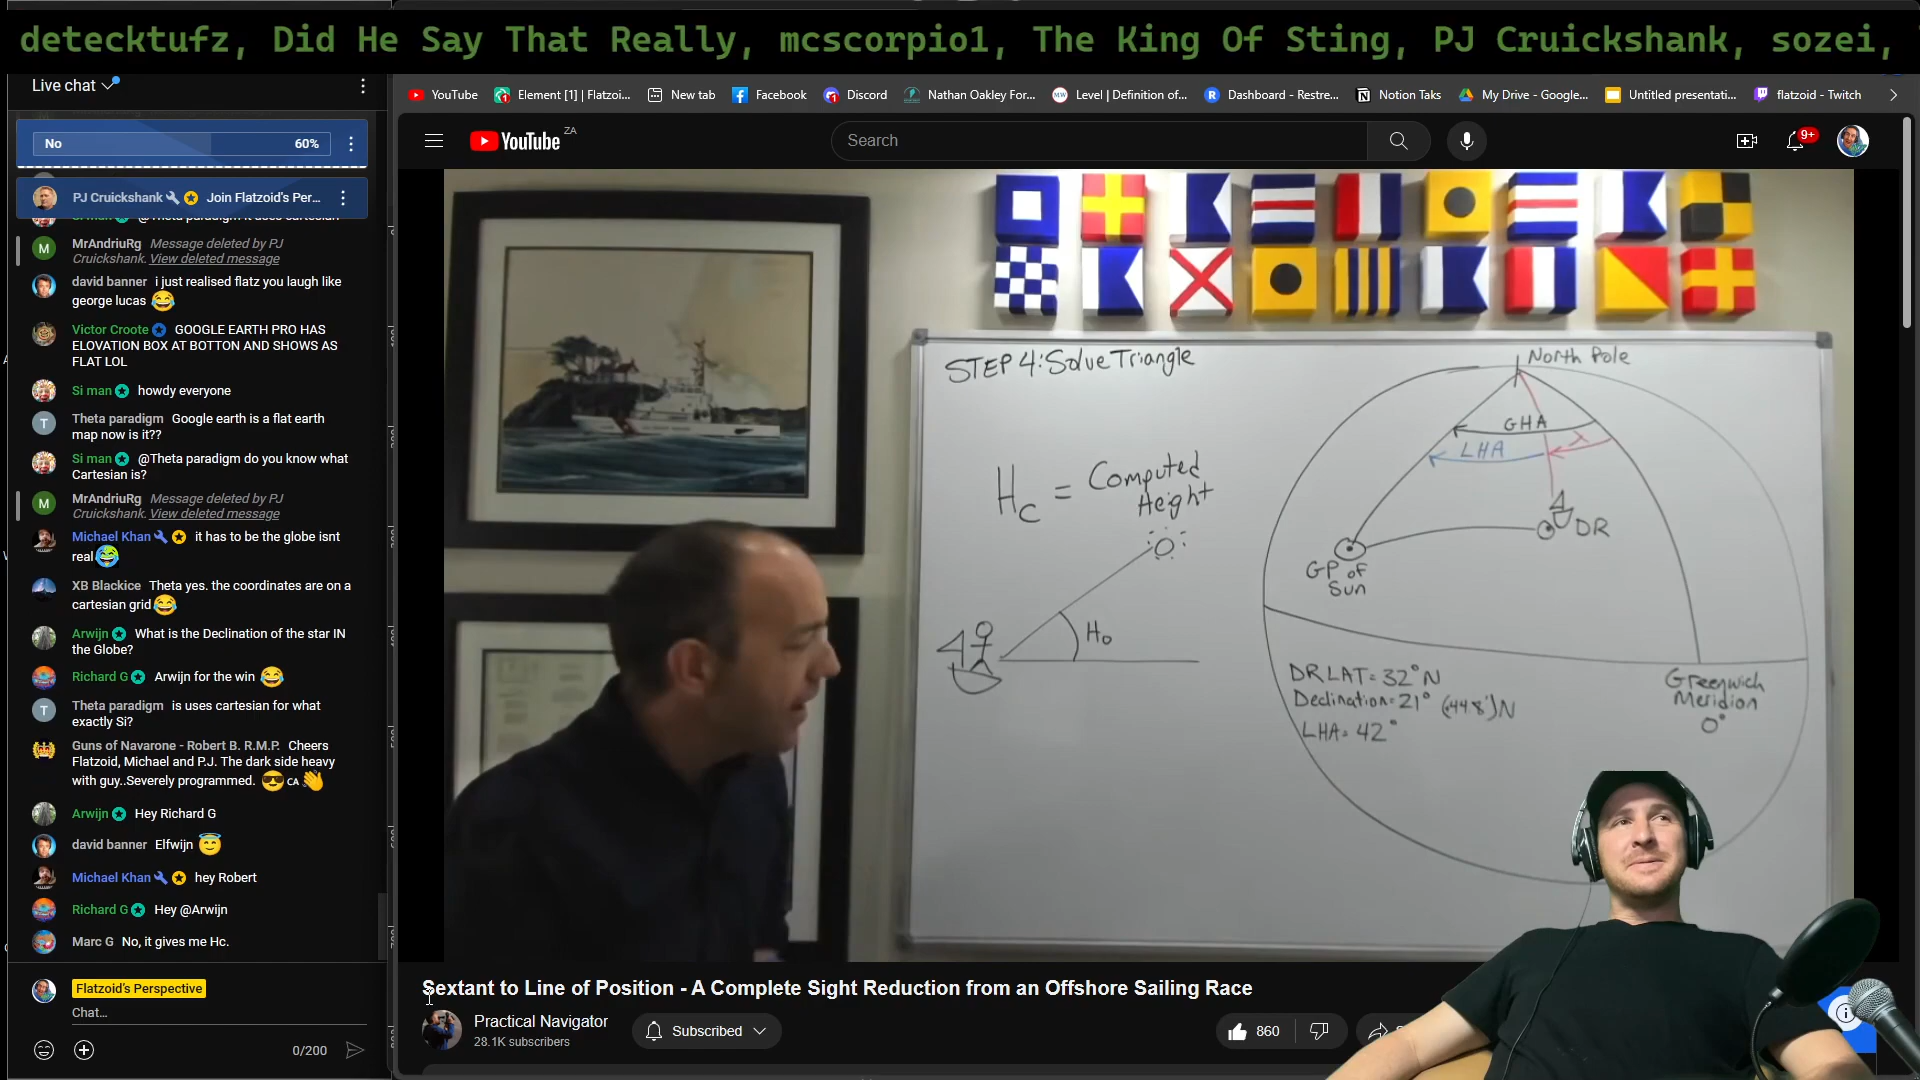 detecktufz, Did He Say That Really, mcscorpio1, The King Of Sting, PJ Cruickshank, sozei,
Live chat
No 60%
PJ Cruickshank Join Flatzoid's Per...
Si man @Theta paradigm it uses cartesian
MrAndriuRg Message deleted by PJ
Cruickshank. View deleted message
david banner i just realised flatz you laugh like
george lucas
Victor Croote GOOGLE EARTH PRO HAS
ELOVATION BOX AT BOTTON AND SHOWS AS
FLAT LOL
Si man howdy everyone
Theta paradigm Google earth is a flat earth
map now is it??
Si man @Theta paradigm do you know what
Cartesian is?
MrAndriuRg Message deleted by PJ
Cruickshank. View deleted message
Michael Khan it has to be the globe isnt
real
XB Blackice Theta yes. the coordinates are on a
cartesian grid
Arwijn What is the Declination of the star IN
the Globe?
Richard G Arwijn for the win
Theta paradigm is uses cartesian for what
exactly Si?
Guns of Navarone - Robert B. R.M.P. Cheers
Flatzoid, Michael and P.J. The dark side heavy
with guy..Severely programmed. CA
Arwijn Hey Richard G
david banner Elfwijn
Michael Khan hey Robert
Richard G Hey @Arwijn
Marc G No, it gives me Hc.
Flatzoid's Perspective
Chat...
0/200
YouTube
Element [1] | Flatzoi...
New tab
Facebook
Discord
Nathan Oakley For...
Level | Definition of...
Dashboard - Restre...
Notion Taks
My Drive - Google...
Untitled presentati...
flatzoid - Twitch
YouTube ZA
Search
9+
STEP 4: Solve Triangle
Hc = Computed
Height
Ho
North Pole
GHA
LHA
λ
DR
GP of
Sun
DR LAT = 32° N
Declination = 21° (44.8') N
LHA = 42°
Greenwich
Meridion
0°
Sextant to Line of Position - A Complete Sight Reduction from an Offshore Sailing Race
Practical Navigator
28.1K subscribers
Subscribed
860